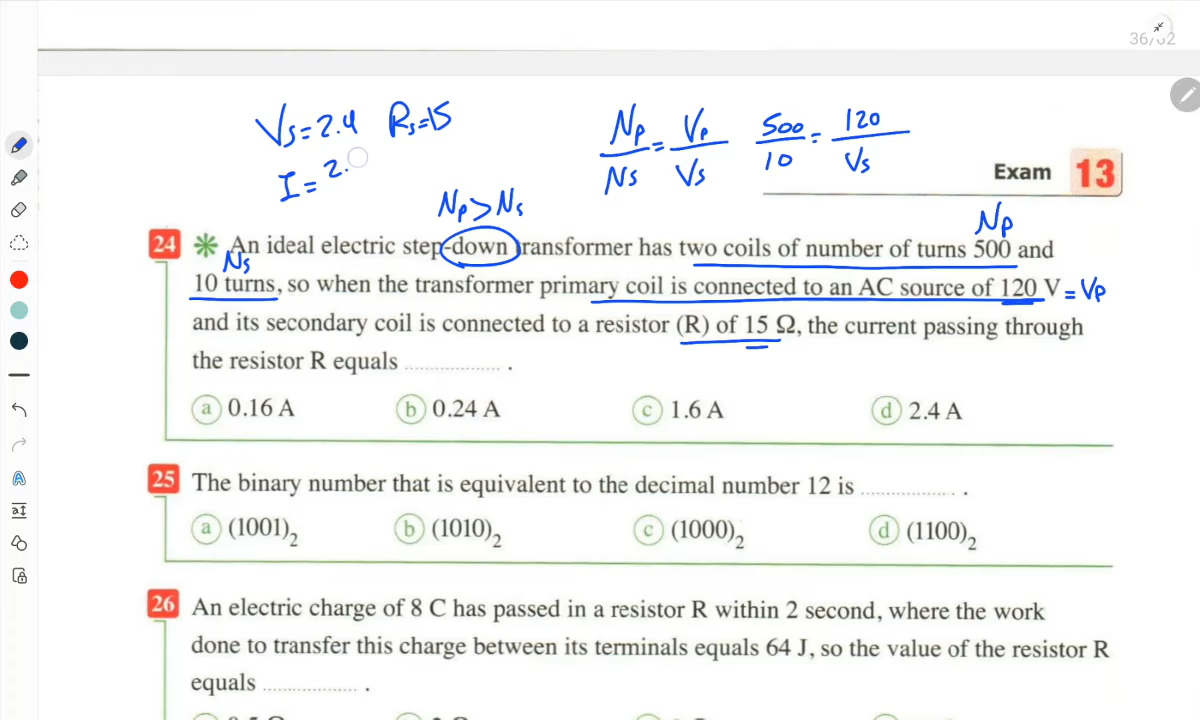 36/62
Vs=2.4 Rs=15
Np/Ns = Vp/Vs 500/10 = 120/Vs
I= 2.
Exam 13
Np>Ns
Np
24 An ideal electric step-down transformer has two coils of number of turns 500 and
Ns
10 turns, so when the transformer primary coil is connected to an AC source of 120 V = Vp
and its secondary coil is connected to a resistor (R) of 15 Ω, the current passing through
the resistor R equals .................. .
a 0.16 A b 0.24 A c 1.6 A d 2.4 A
25 The binary number that is equivalent to the decimal number 12 is .................. .
a (1001)₂ b (1010)₂ c (1000)₂ d (1100)₂
26 An electric charge of 8 C has passed in a resistor R within 2 second, where the work
done to transfer this charge between its terminals equals 64 J, so the value of the resistor R
equals .................. .